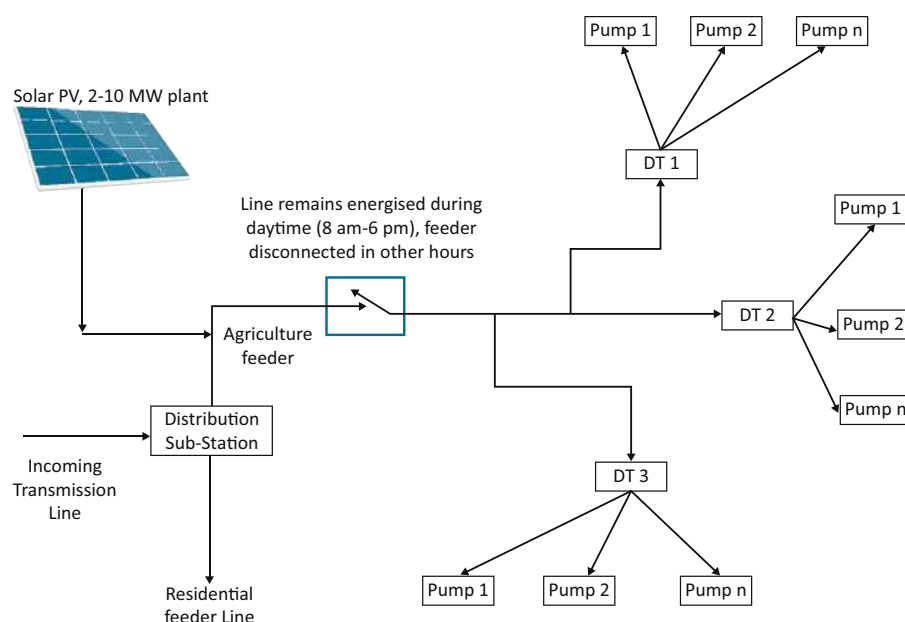 Pump 1
Pump 2
Pump n
Solar PV, 2-10 MW plant
DT 1
Line remains energised during
daytime (8 am-6 pm), feeder
disconnected in other hours
Pump 1
Agriculture
feeder
DT 2
Pump 2
Distribution
Sub-Station
Pump n
Incoming
Transmission
Line
DT 3
Pump 1
Pump 2
Pump n
Residential
feeder Line